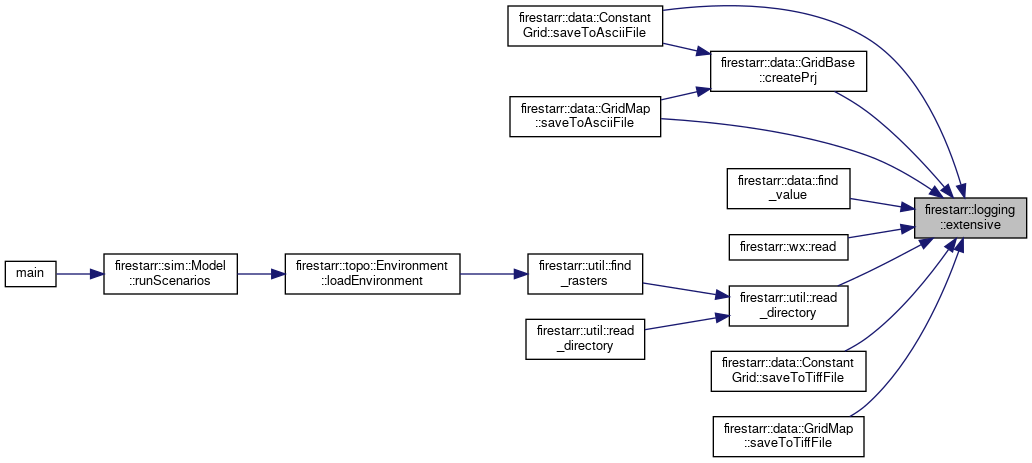 firestarr::data::Constant
Grid::saveToAsciiFile
firestarr::data::GridBase
::createPrj
firestarr::data::GridMap
::saveToAsciiFile
firestarr::data::find
_value
firestarr::logging
::extensive
firestarr::wx::read
main
firestarr::sim::Model
::runScenarios
firestarr::topo::Environment
::loadEnvironment
firestarr::util::find
_rasters
firestarr::util::read
_directory
firestarr::util::read
_directory
firestarr::data::Constant
Grid::saveToTiffFile
firestarr::data::GridMap
::saveToTiffFile